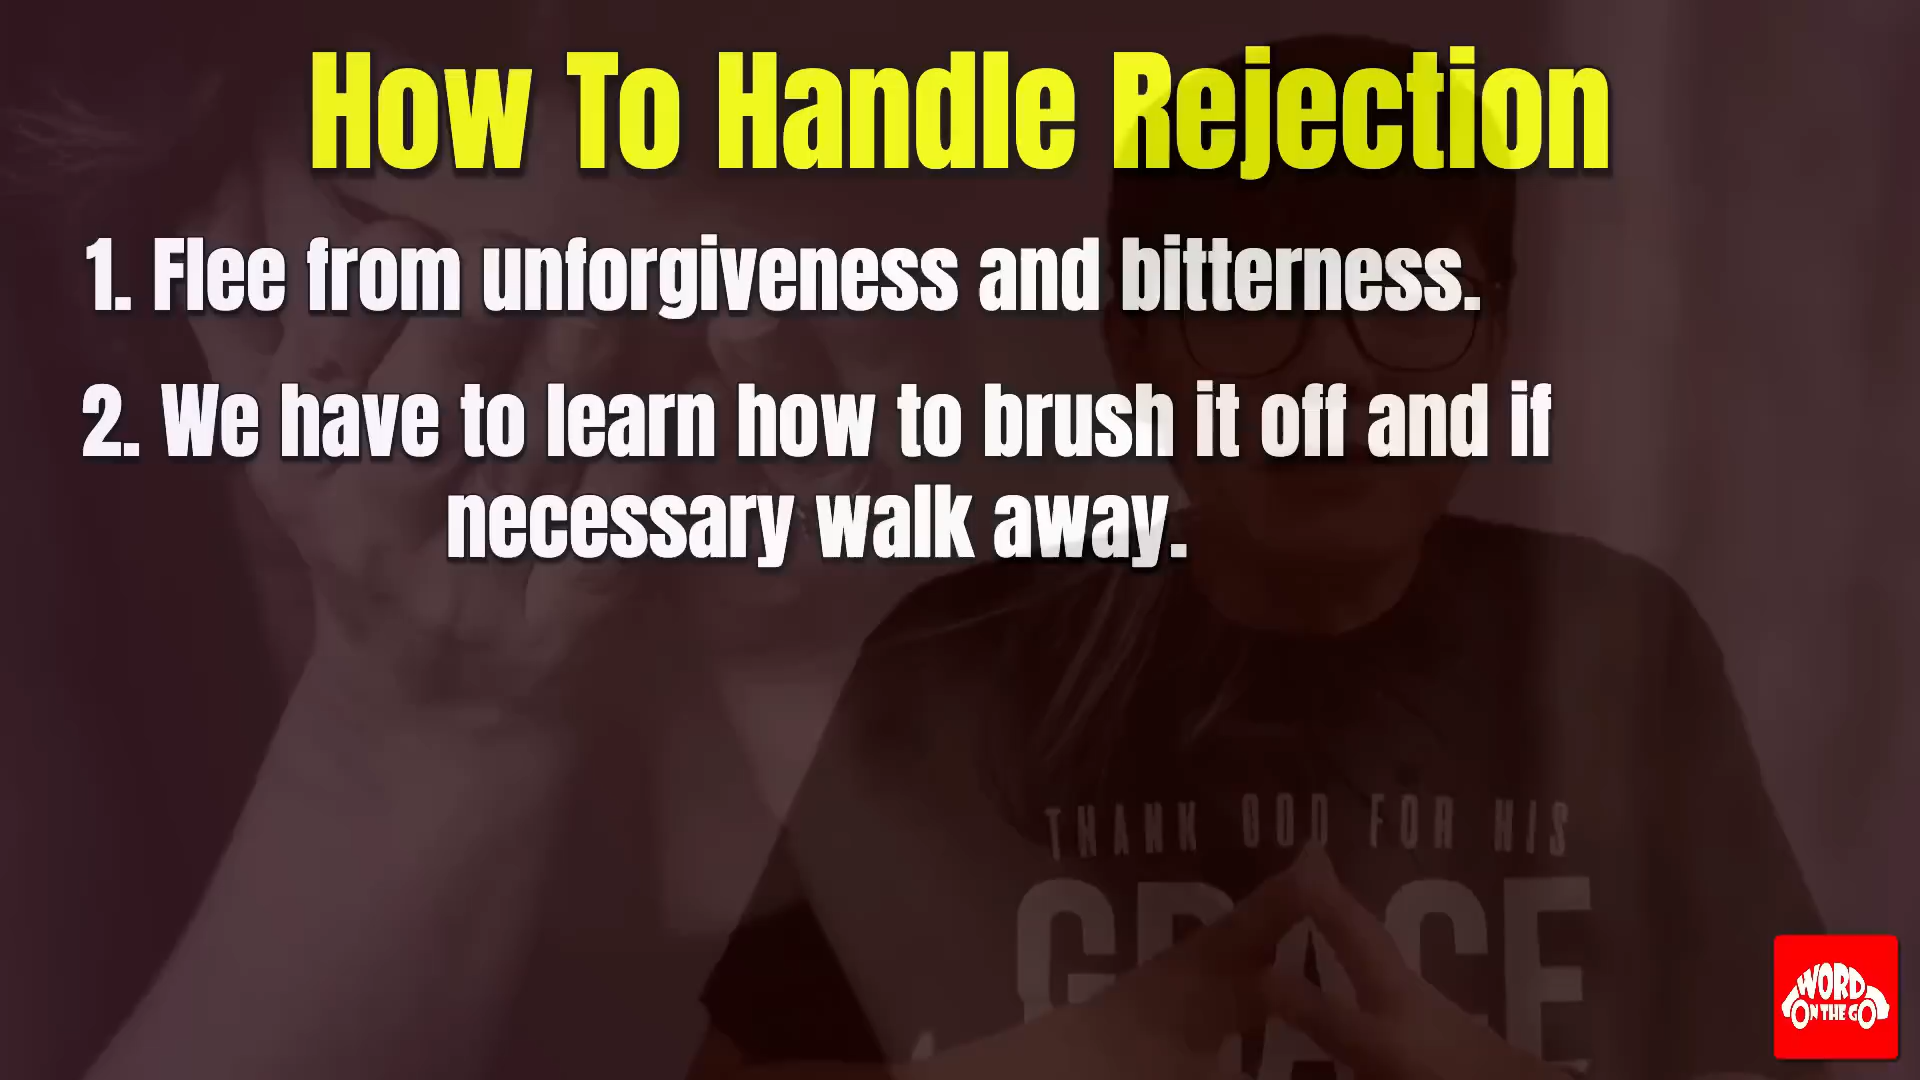 How To Handle Rejection
1. Flee from unforgiveness and bitterness.
2. We have to learn how to brush it off and if
necessary walk away.
THANK GOD FOR HIS
GRACE
WORD
ON THE GO